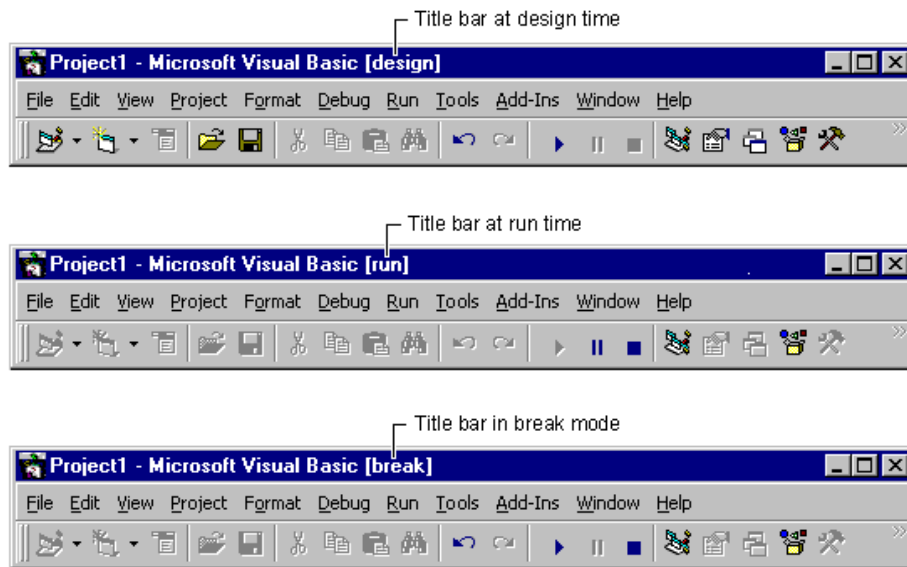 Title bar at design time
Project1 - Microsoft Visual Basic [design]
File Edit View Project Format Debug Run Tools Add-Ins Window Help
Title bar at run time
Project1 - Microsoft Visual Basic [run]
File Edit View Project Format Debug Run Tools Add-Ins Window Help
Title bar in break mode
Project1 - Microsoft Visual Basic [break]
File Edit View Project Format Debug Run Tools Add-Ins Window Help